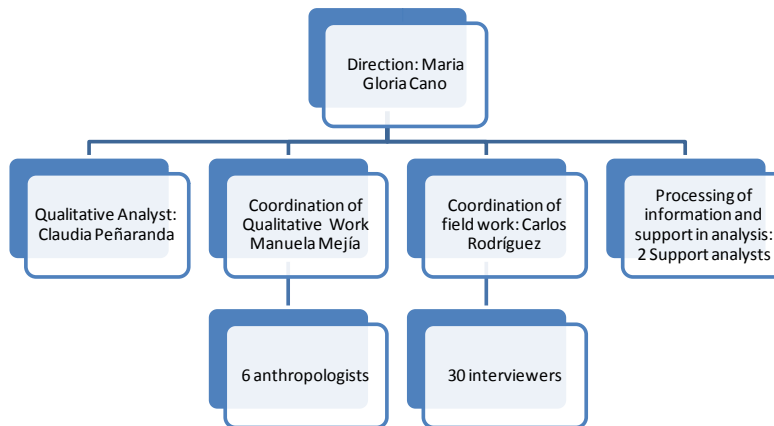 Direction: Maria
Gloria Cano
Qualitative Analyst:
Claudia Peñaranda
Coordination of
Qualitative Work
Manuela Mejía
Coordination of
field work: Carlos
Rodríguez
Processing of
information and
support in analysis:
2 Support analysts
6 anthropologists
30 interviewers